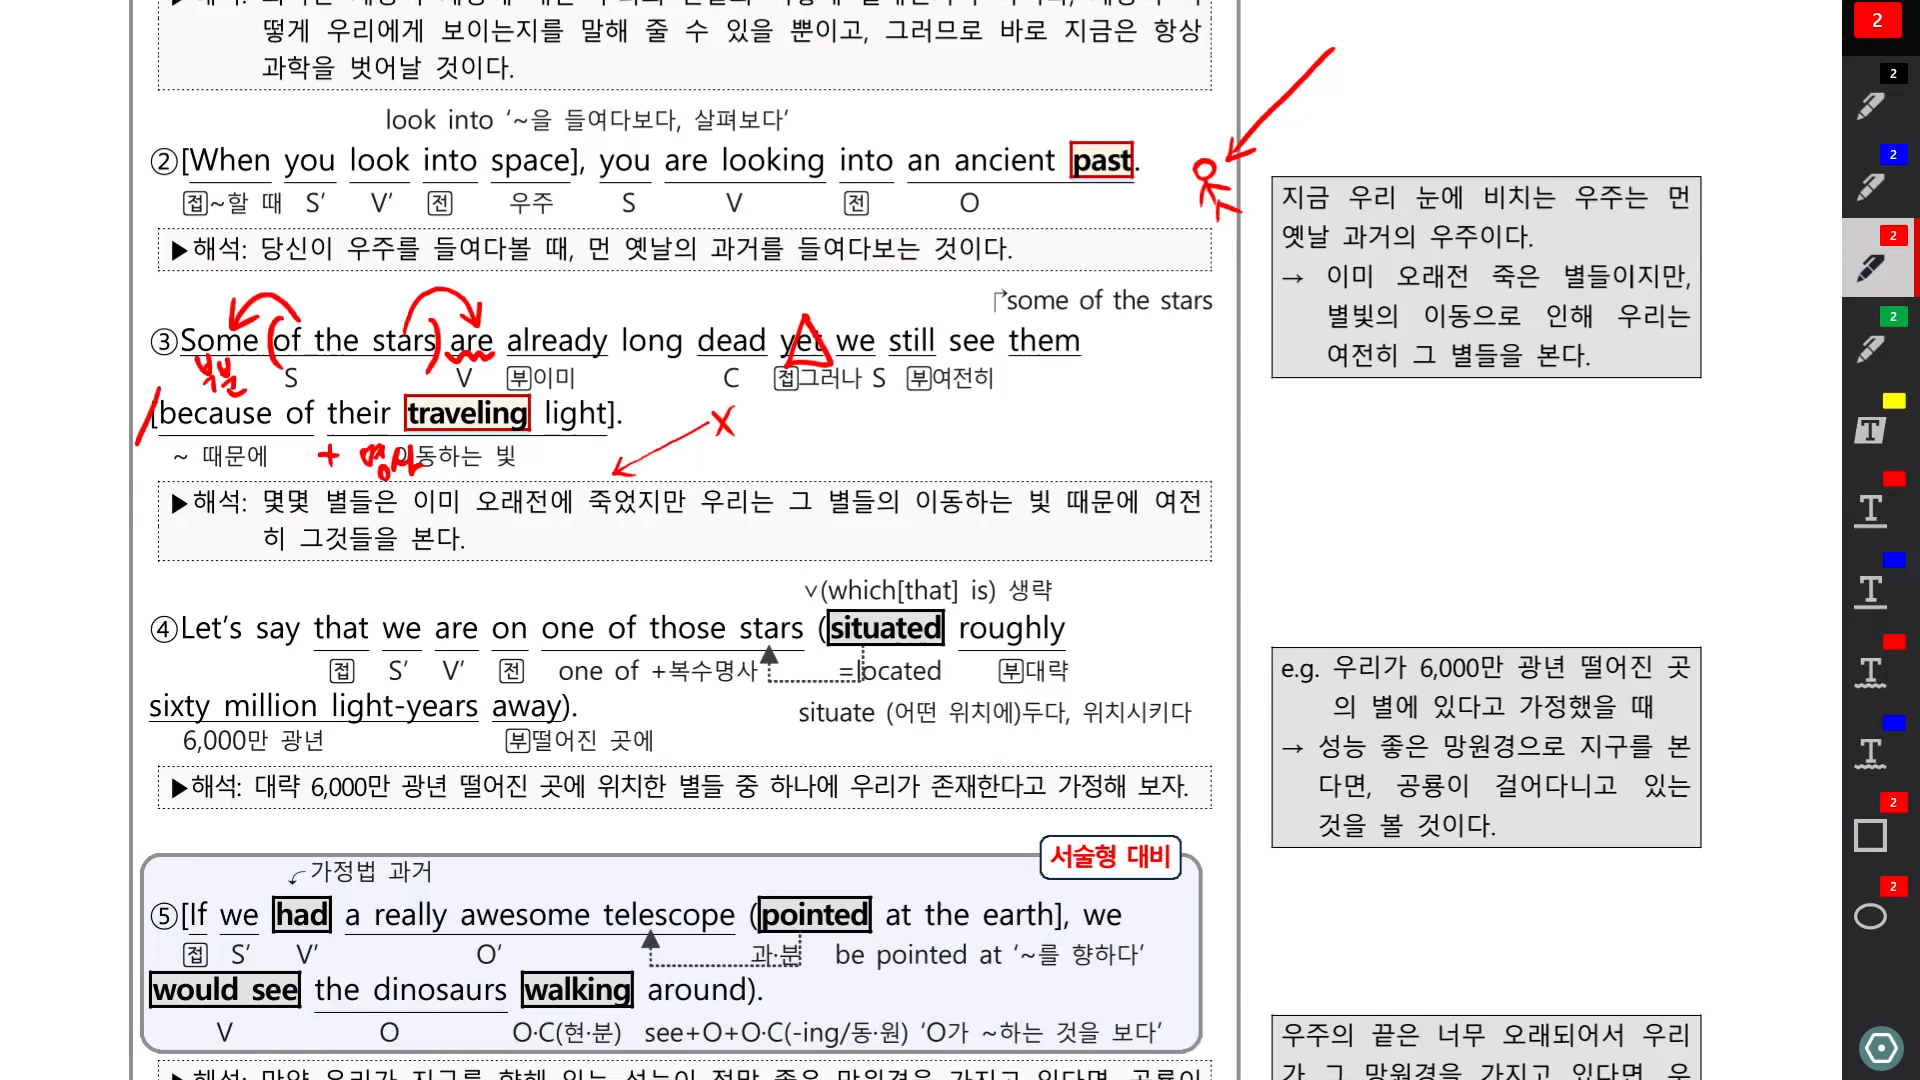 떻게 우리에게 보이는지를 말해 줄 수 있을 뿐이고, 그러므로 바로 지금은 항상
과학을 벗어날 것이다.
look into ‘~을 들여다보다, 살펴보다’
②[When you look into space], you are looking into an ancient past.
접~할 때 S′ V′ 전 우주 S V 전 O
▶해석: 당신이 우주를 들여다볼 때, 먼 옛날의 과거를 들여다보는 것이다.
some of the stars
③Some (of the stars) are already long dead yet we still see them
부분 S V 부이미 C 접그러나 S 부여전히
[because of their traveling light].
~ 때문에 + 명사 이동하는 빛
X
▶해석: 몇몇 별들은 이미 오래전에 죽었지만 우리는 그 별들의 이동하는 빛 때문에 여전
히 그것들을 본다.
∨(which[that] is) 생략
④Let’s say that we are on one of those stars (situated roughly
접 S′ V′ 전 one of +복수명사 =located 부대략
sixty million light-years away).
situate (어떤 위치에)두다, 위치시키다
6,000만 광년 부떨어진 곳에
▶해석: 대략 6,000만 광년 떨어진 곳에 위치한 별들 중 하나에 우리가 존재한다고 가정해 보자.
서술형 대비
가정법 과거
⑤[If we had a really awesome telescope (pointed at the earth], we
접 S′ V′ O′ 과·분 be pointed at ‘~를 향하다’
would see the dinosaurs walking around).
V O O·C(현·분) see+O+O·C(-ing/동·원) ‘O가 ~하는 것을 보다’
지금 우리 눈에 비치는 우주는 먼
옛날 과거의 우주이다.
→ 이미 오래전 죽은 별들이지만,
별빛의 이동으로 인해 우리는
여전히 그 별들을 본다.
e.g. 우리가 6,000만 광년 떨어진 곳
의 별에 있다고 가정했을 때
→ 성능 좋은 망원경으로 지구를 본
다면, 공룡이 걸어다니고 있는
것을 볼 것이다.
우주의 끝은 너무 오래되어서 우리
가 그 망원경을 가지고 있다면 우
2
2
2
2
2
T
T
T
T
T
2
2